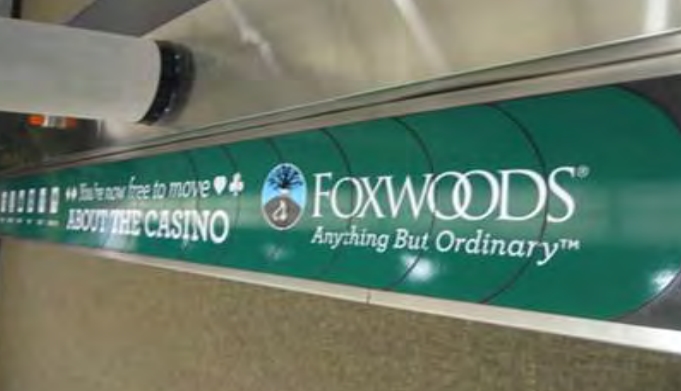 ♦♦ You're now free to move ♥♣
ABOUT THE CASINO
FOXWOODS®
Anything But Ordinary™